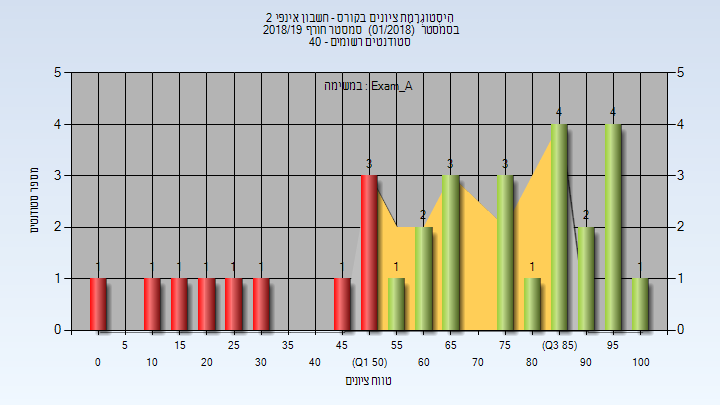 היסטוגרמת ציונים בקורס - חשבון אינפי 2
בסמסטר (01/2018) סמסטר חורף 2018/19
סטודנטים רשומים - 40
במשימה : Exam_A
מספר סטודנטים
5 4 3 2 1 0
5 4 3 2 1 0
1 1 1 1 1 1 1 3 1 2 3 3 1 4 2 4 1
5 15 25 35 45 55 65 75 (Q3 85) 95
0 10 20 30 40 (Q1 50) 60 70 80 90 100
טווח ציונים